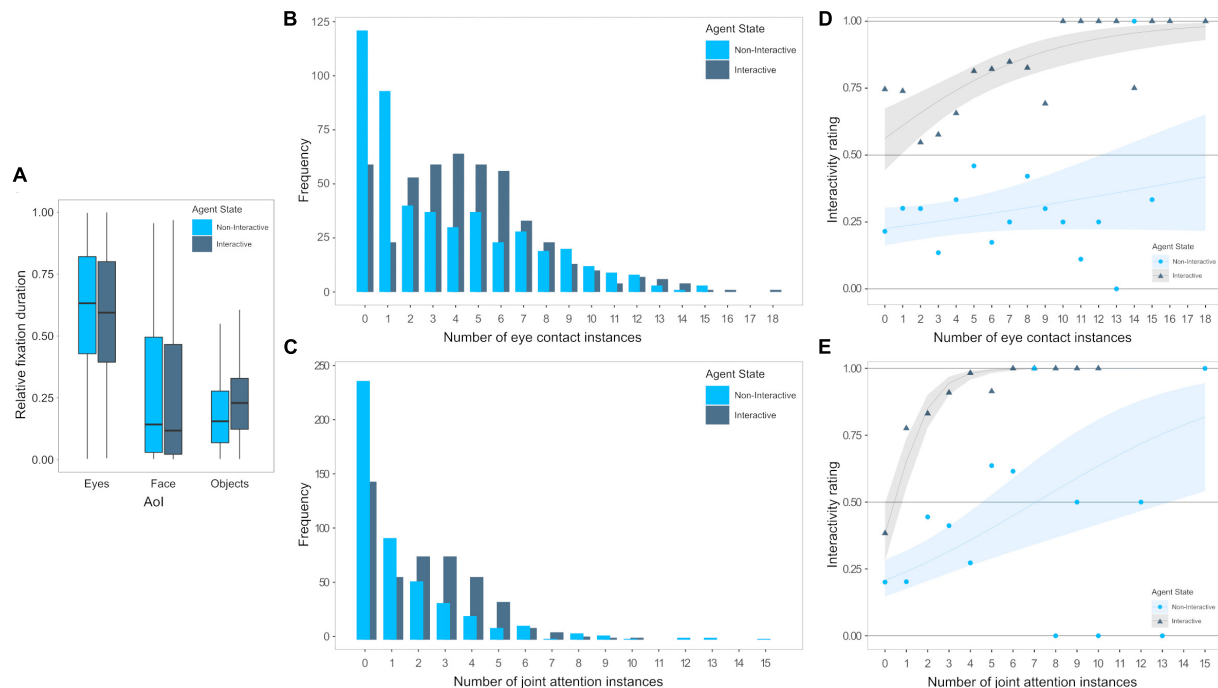 A
Relative fixation duration
1.00
0.75
0.50
0.25
0.00
Agent State
Non-Interactive
Interactive
Eyes Face Objects
AoI
B
Frequency
125
100
75
50
25
0
Agent State
Non-Interactive
Interactive
0 1 2 3 4 5 6 7 8 9 10 11 12 13 14 15 16 17 18
Number of eye contact instances
C
Frequency
250
200
150
100
50
0
Agent State
Non-Interactive
Interactive
0 1 2 3 4 5 6 7 8 9 10 11 12 13 14 15
Number of joint attention instances
D
Interactivity rating
1.00
0.75
0.50
0.25
0.00
Agent State
Non-Interactive
Interactive
0 1 2 3 4 5 6 7 8 9 10 11 12 13 14 15 16 17 18
Number of eye contact instances
E
Interactivity rating
1.00
0.75
0.50
0.25
0.00
Agent State
Non-Interactive
Interactive
0 1 2 3 4 5 6 7 8 9 10 11 12 13 14 15
Number of joint attention instances